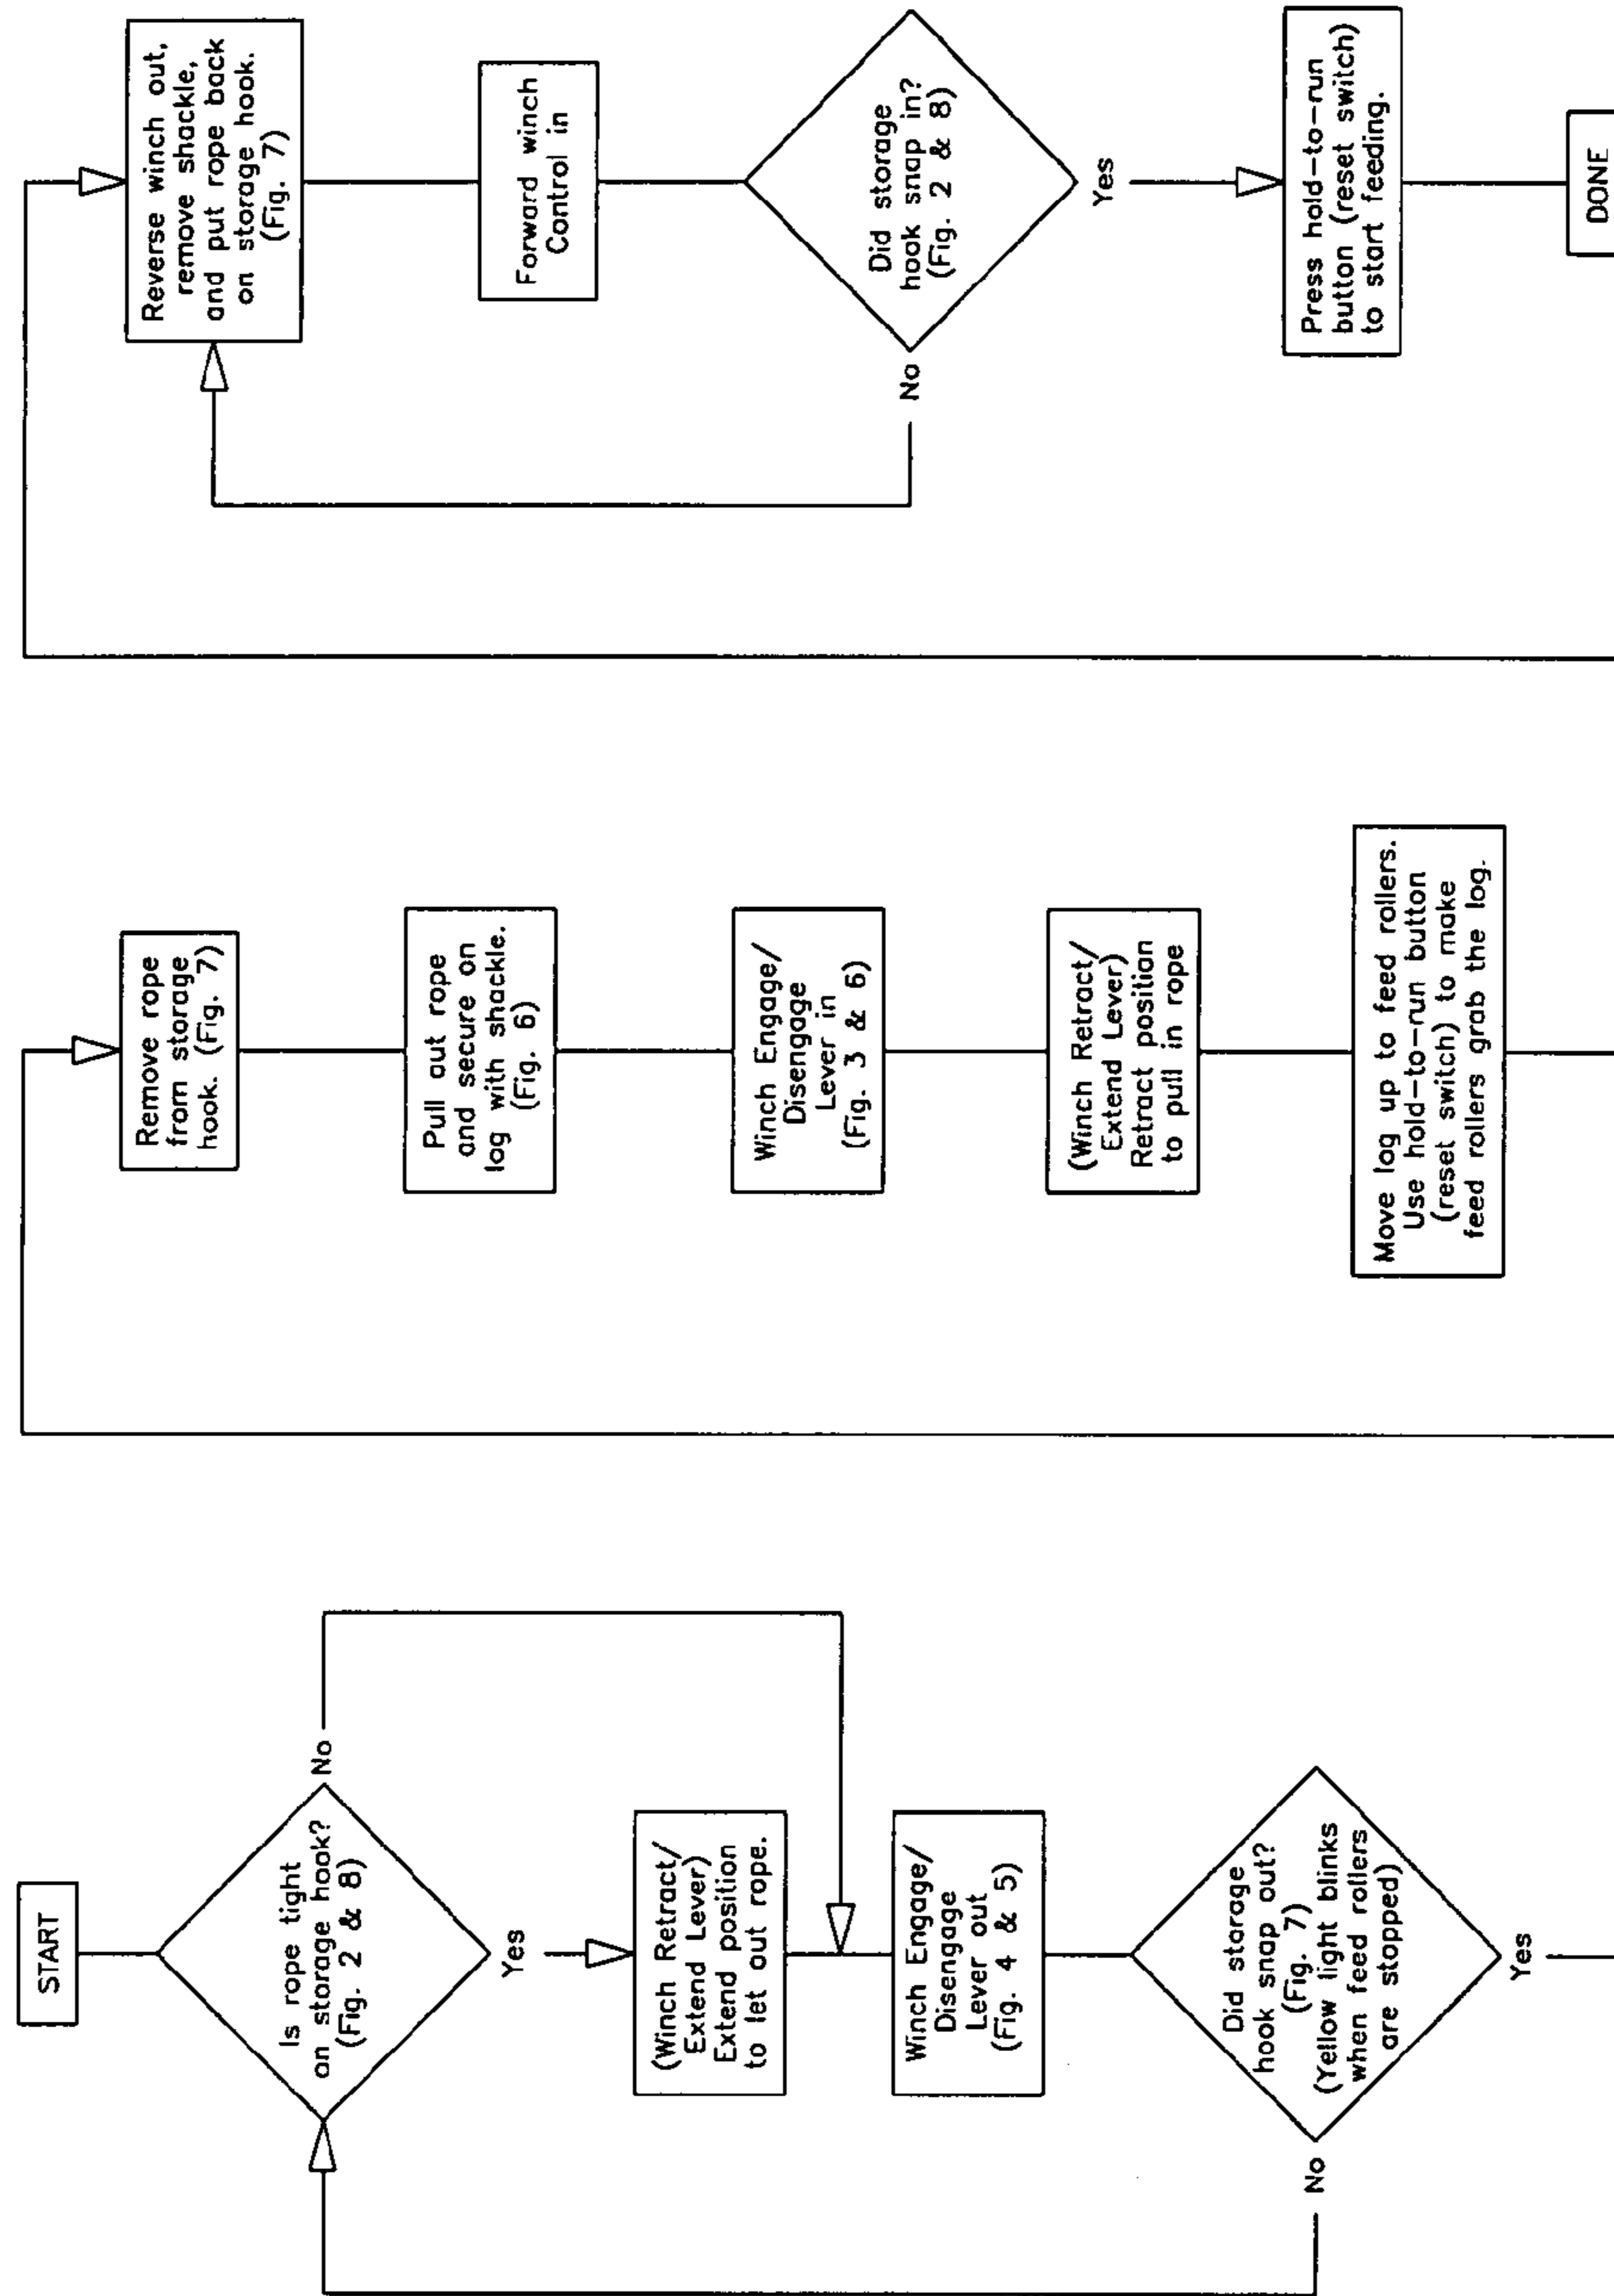 START
Is rope tight
on storage hook?
(Fig. 2 & 8)
No
Yes
(Winch Retract/
Extend Lever)
Extend position
to let out rope.
Winch Engage/
Disengage
Lever out
(Fig. 4 & 5)
Did storage
hook snap out?
(Fig. 7)
(Yellow light blinks
when feed rollers
are stopped)
No
Yes
Remove rope
from storage
hook. (Fig. 7)
Pull out rope
and secure on
log with shackle.
(Fig. 6)
Winch Engage/
Disengage
Lever in
(Fig. 3 & 6)
(Winch Retract/
Extend Lever)
Retract position
to pull in rope
Move log up to feed rollers.
Use hold-to-run button
(reset switch) to make
feed rollers grab the log.
Reverse winch out,
remove shackle,
and put rope back
on storage hook.
(Fig. 7)
Forward winch
Control in
Did storage
hook snap in?
(Fig. 2 & 8)
No
Yes
Press hold-to-run
button (reset switch)
to start feeding.
DONE